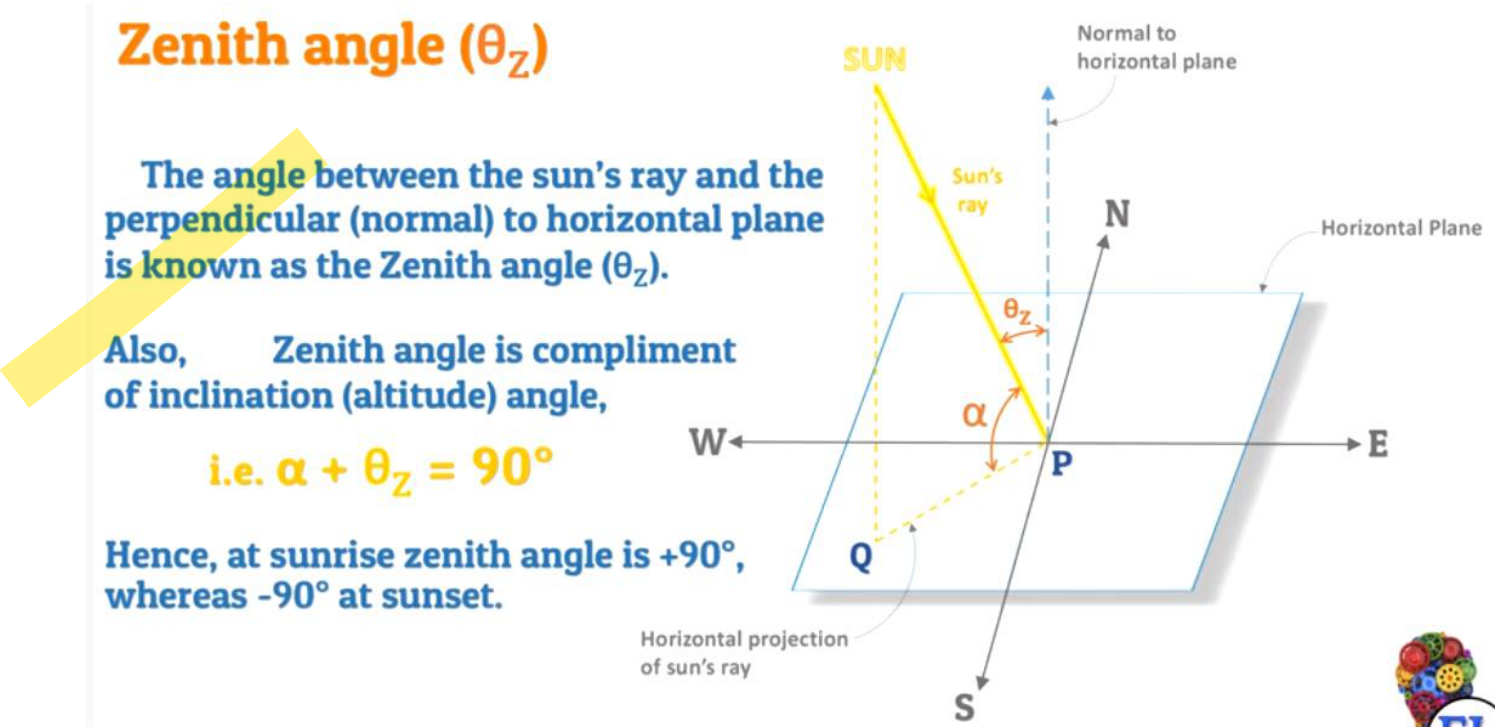 Zenith angle (θz)
The angle between the sun's ray and the
perpendicular (normal) to horizontal plane
is known as the Zenith angle (θz).
Also, Zenith angle is compliment
of inclination (altitude) angle,
i.e. α + θz = 90°
Hence, at sunrise zenith angle is +90°,
whereas -90° at sunset.
SUN
Normal to
horizontal plane
Sun's
ray
N
Horizontal Plane
θz
α
W
E
P
Q
Horizontal projection
of sun's ray
S